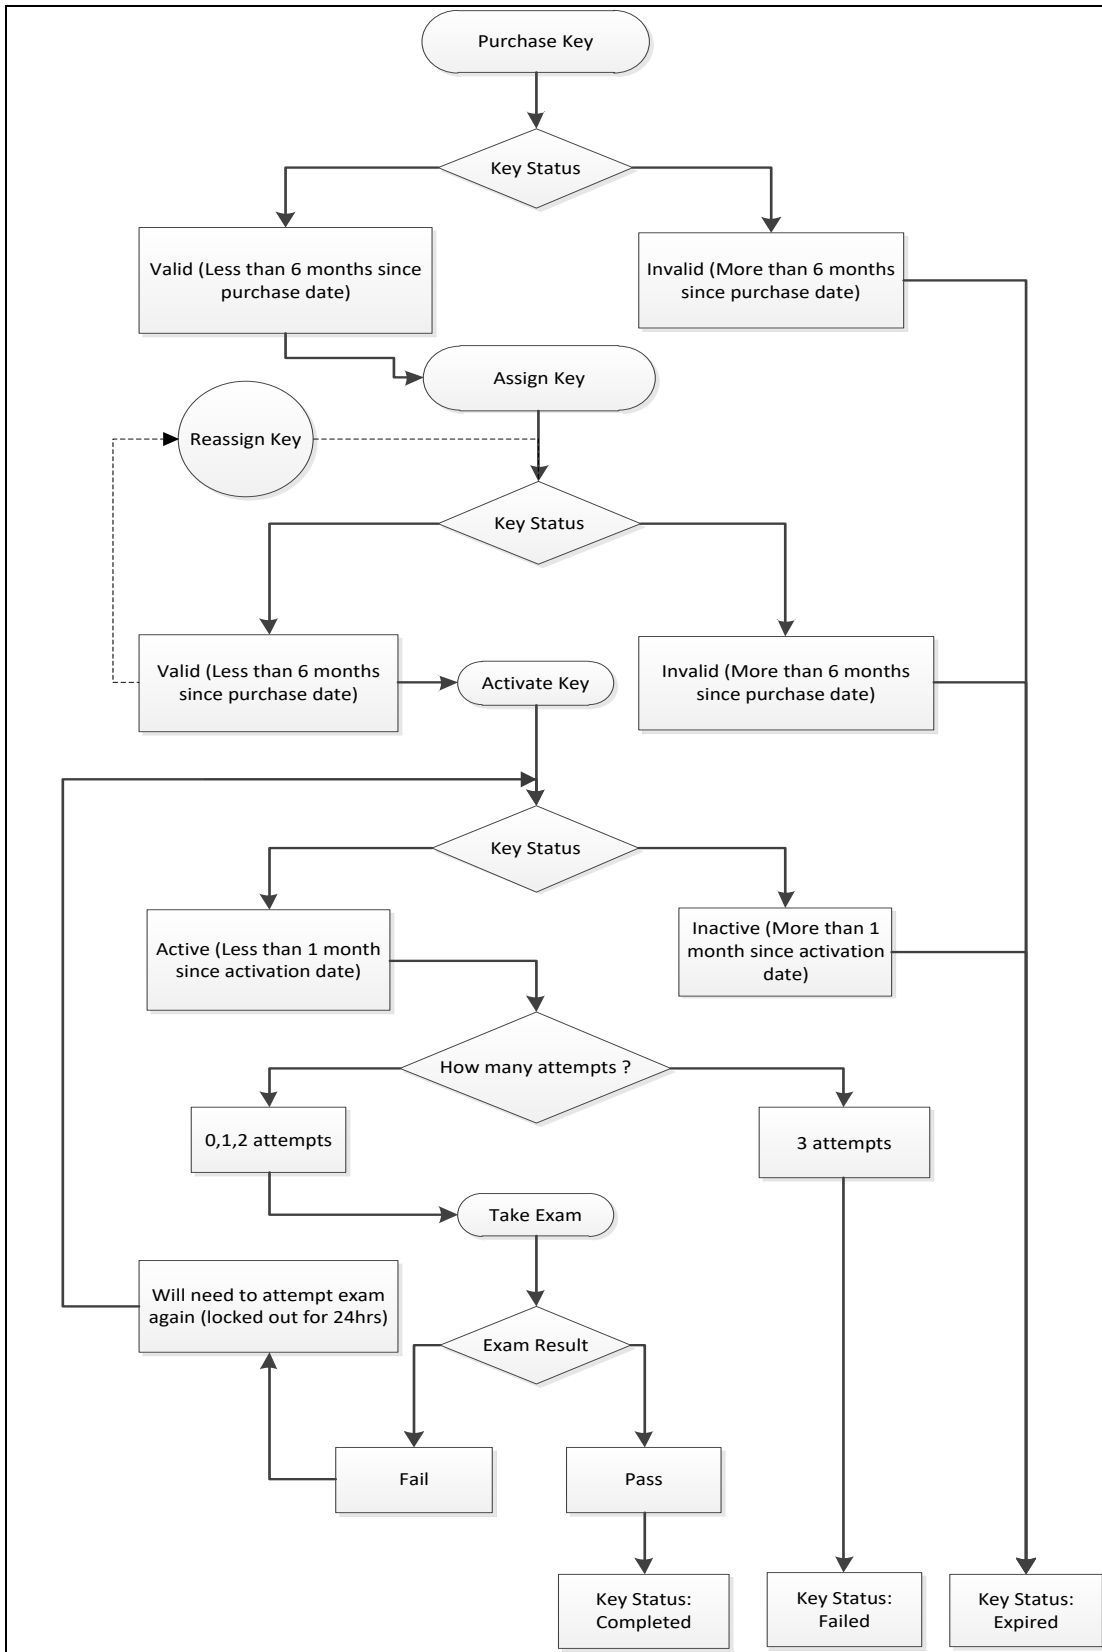 Purchase Key
Key Status
Valid (Less than 6 months since
purchase date)
Invalid (More than 6 months
since purchase date)
Assign Key
Reassign Key
Key Status
Valid (Less than 6 months
since purchase date)
Activate Key
Invalid (More than 6 months
since purchase date)
Key Status
Active (Less than 1 month
since activation date)
Inactive (More than 1
month since activation
date)
How many attempts ?
0,1,2 attempts
3 attempts
Take Exam
Will need to attempt exam
again (locked out for 24hrs)
Exam Result
Fail
Pass
Key Status:
Completed
Key Status:
Failed
Key Status:
Expired